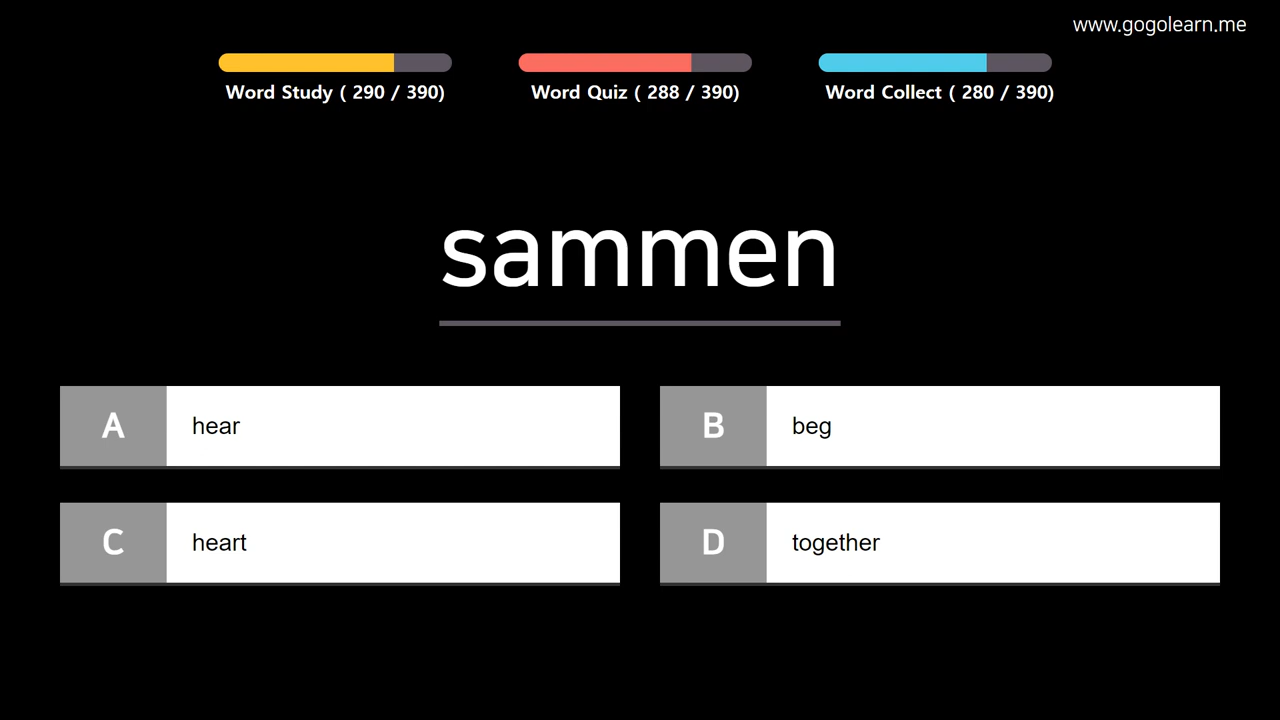 www.gogolearn.me
Word Study ( 290 / 390)
Word Quiz ( 288 / 390)
Word Collect ( 280 / 390)
sammen
A hear
B beg
C heart
D together